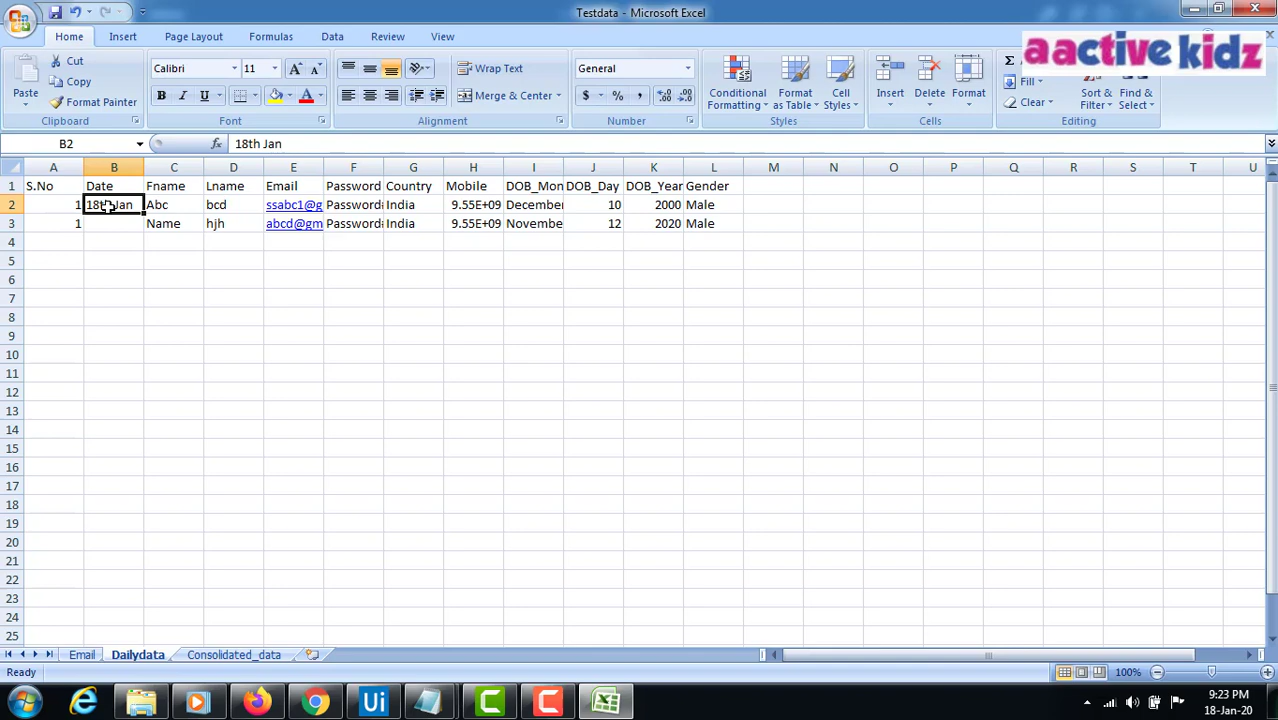 Testdata - Microsoft Excel
Home Insert Page Layout Formulas Data Review View
aactive kidz
Paste Cut Copy Format Painter Clipboard
Calibri 11 B I U A Font
Wrap Text Merge & Center Alignment
General $ % , Number
Conditional Formatting Format as Table Cell Styles Styles
Insert Delete Format Cells
Σ Fill Clear Sort & Filter Find & Select Editing
B2 fx 18th Jan
A B C D E F G H I J K L M N O P Q R S T U
1 S.No Date Fname Lname Email Password Country Mobile DOB_Mon DOB_Day DOB_Year Gender
2 1 18th Jan Abc bcd ssabc1@g Password India 9.55E+09 December 10 2000 Male
3 1 Name hjh abcd@gm Password India 9.55E+09 Novembe 12 2020 Male
4
5
6
7
8
9
10
11
12
13
14
15
16
17
18
19
20
21
22
23
24
25
Email Dailydata Consolidated_data
Ready 100%
Ui C C 9:23 PM
18-Jan-20